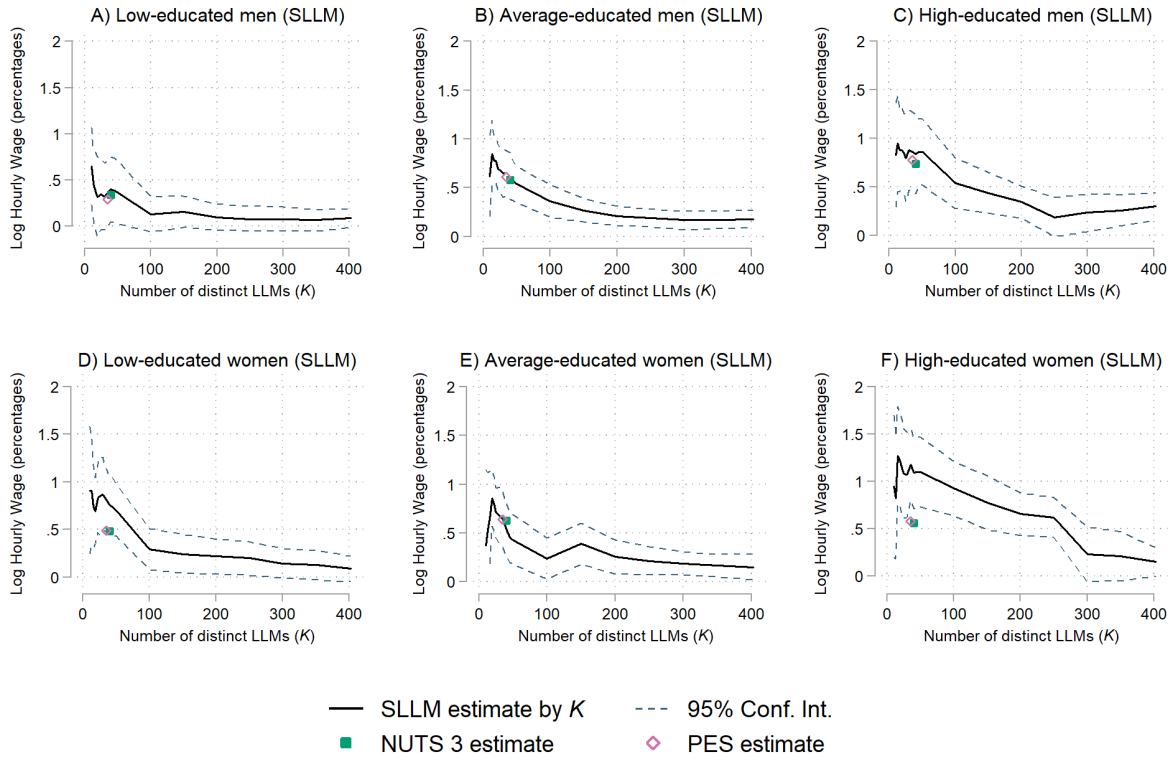 A) Low-educated men (SLLM)
Log Hourly Wage (percentages)
2
1.5
1
.5
0
0 100 200 300 400
Number of distinct LLMs (K)
B) Average-educated men (SLLM)
Log Hourly Wage (percentages)
2
1.5
1
.5
0
0 100 200 300 400
Number of distinct LLMs (K)
C) High-educated men (SLLM)
Log Hourly Wage (percentages)
2
1.5
1
.5
0
0 100 200 300 400
Number of distinct LLMs (K)
D) Low-educated women (SLLM)
Log Hourly Wage (percentages)
2
1.5
1
.5
0
0 100 200 300 400
Number of distinct LLMs (K)
E) Average-educated women (SLLM)
Log Hourly Wage (percentages)
2
1.5
1
.5
0
0 100 200 300 400
Number of distinct LLMs (K)
F) High-educated women (SLLM)
Log Hourly Wage (percentages)
2
1.5
1
.5
0
0 100 200 300 400
Number of distinct LLMs (K)
SLLM estimate by K
95% Conf. Int.
NUTS 3 estimate
PES estimate